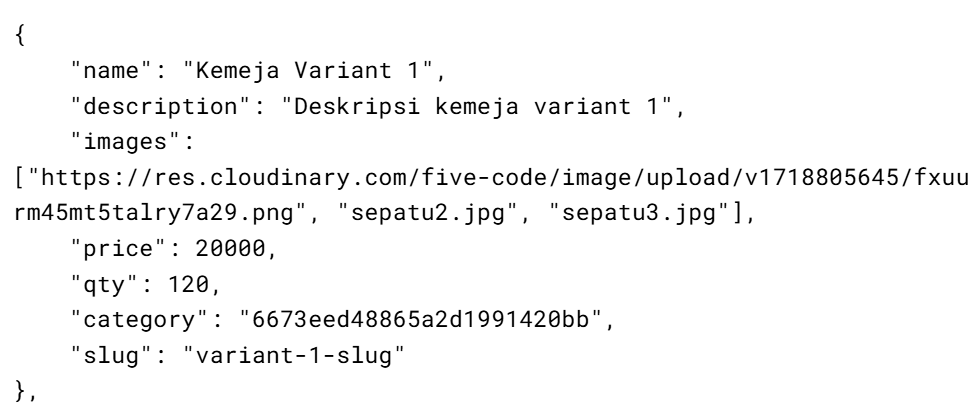 {
    "name": "Kemeja Variant 1",
    "description": "Deskripsi kemeja variant 1",
    "images":
["https://res.cloudinary.com/five-code/image/upload/v1718805645/fxuu
rm45mt5talry7a29.png", "sepatu2.jpg", "sepatu3.jpg"],
    "price": 20000,
    "qty": 120,
    "category": "6673eed48865a2d1991420bb",
    "slug": "variant-1-slug"
},